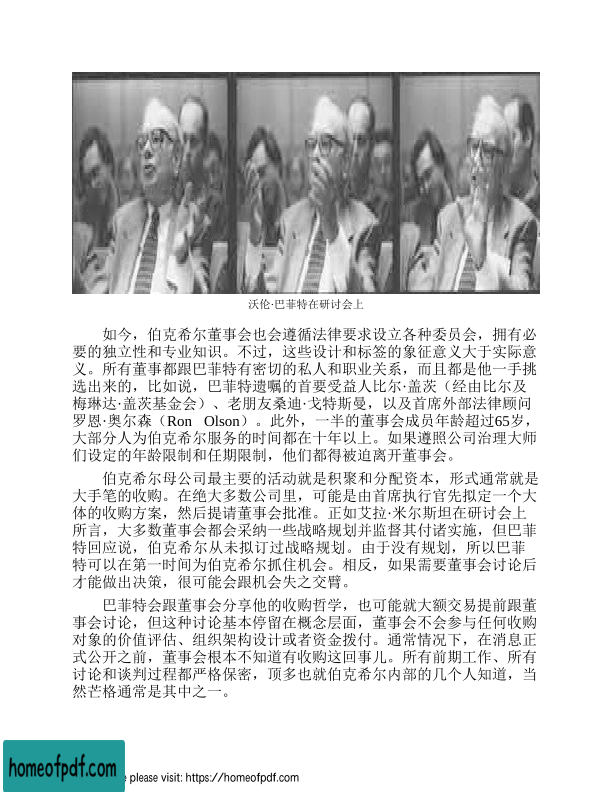 沃伦·巴菲特在研讨会上
如今，伯克希尔董事会也会遵循法律要求设立各种委员会，拥有必
要的独立性和专业知识。不过，这些设计和标签的象征意义大于实际意
义。所有董事都跟巴菲特有密切的私人和职业关系，而且都是他一手挑
选出来的，比如说，巴菲特遗嘱的首要受益人比尔·盖茨（经由比尔及
梅琳达·盖茨基金会）、老朋友桑迪·戈特斯曼，以及首席外部法律顾问
罗恩·奥尔森（Ron Olson）。此外，一半的董事会成员年龄超过65岁，
大部分人为伯克希尔服务的时间都在十年以上。如果遵照公司治理大师
们设定的年龄限制和任期限制，他们都得被迫离开董事会。
伯克希尔母公司最主要的活动就是积聚和分配资本，形式通常就是
大手笔的收购。在绝大多数公司里，可能是由首席执行官先拟定一个大
体的收购方案，然后提请董事会批准。正如艾拉·米尔斯坦在研讨会上
所言，大多数董事会都会采纳一些战略规划并监督其付诸实施，但巴菲
特回应说，伯克希尔从未拟订过战略规划。由于没有规划，所以巴菲
特可以在第一时间为伯克希尔抓住机会。相反，如果需要董事会讨论后
才能做出决策，很可能会跟机会失之交臂。
巴菲特会跟董事会分享他的收购哲学，也可能就大额交易提前跟董
事会讨论，但这种讨论基本停留在概念层面，董事会不会参与任何收购
对象的价值评估、组织架构设计或者资金拨付。通常情况下，在消息正
式公开之前，董事会根本不知道有收购这回事儿。所有前期工作、所有
讨论和谈判过程都严格保密，顶多也就伯克希尔内部的几个人知道，当
然芒格通常是其中之一。
homeofpdf.com
please visit: https://homeofpdf.com